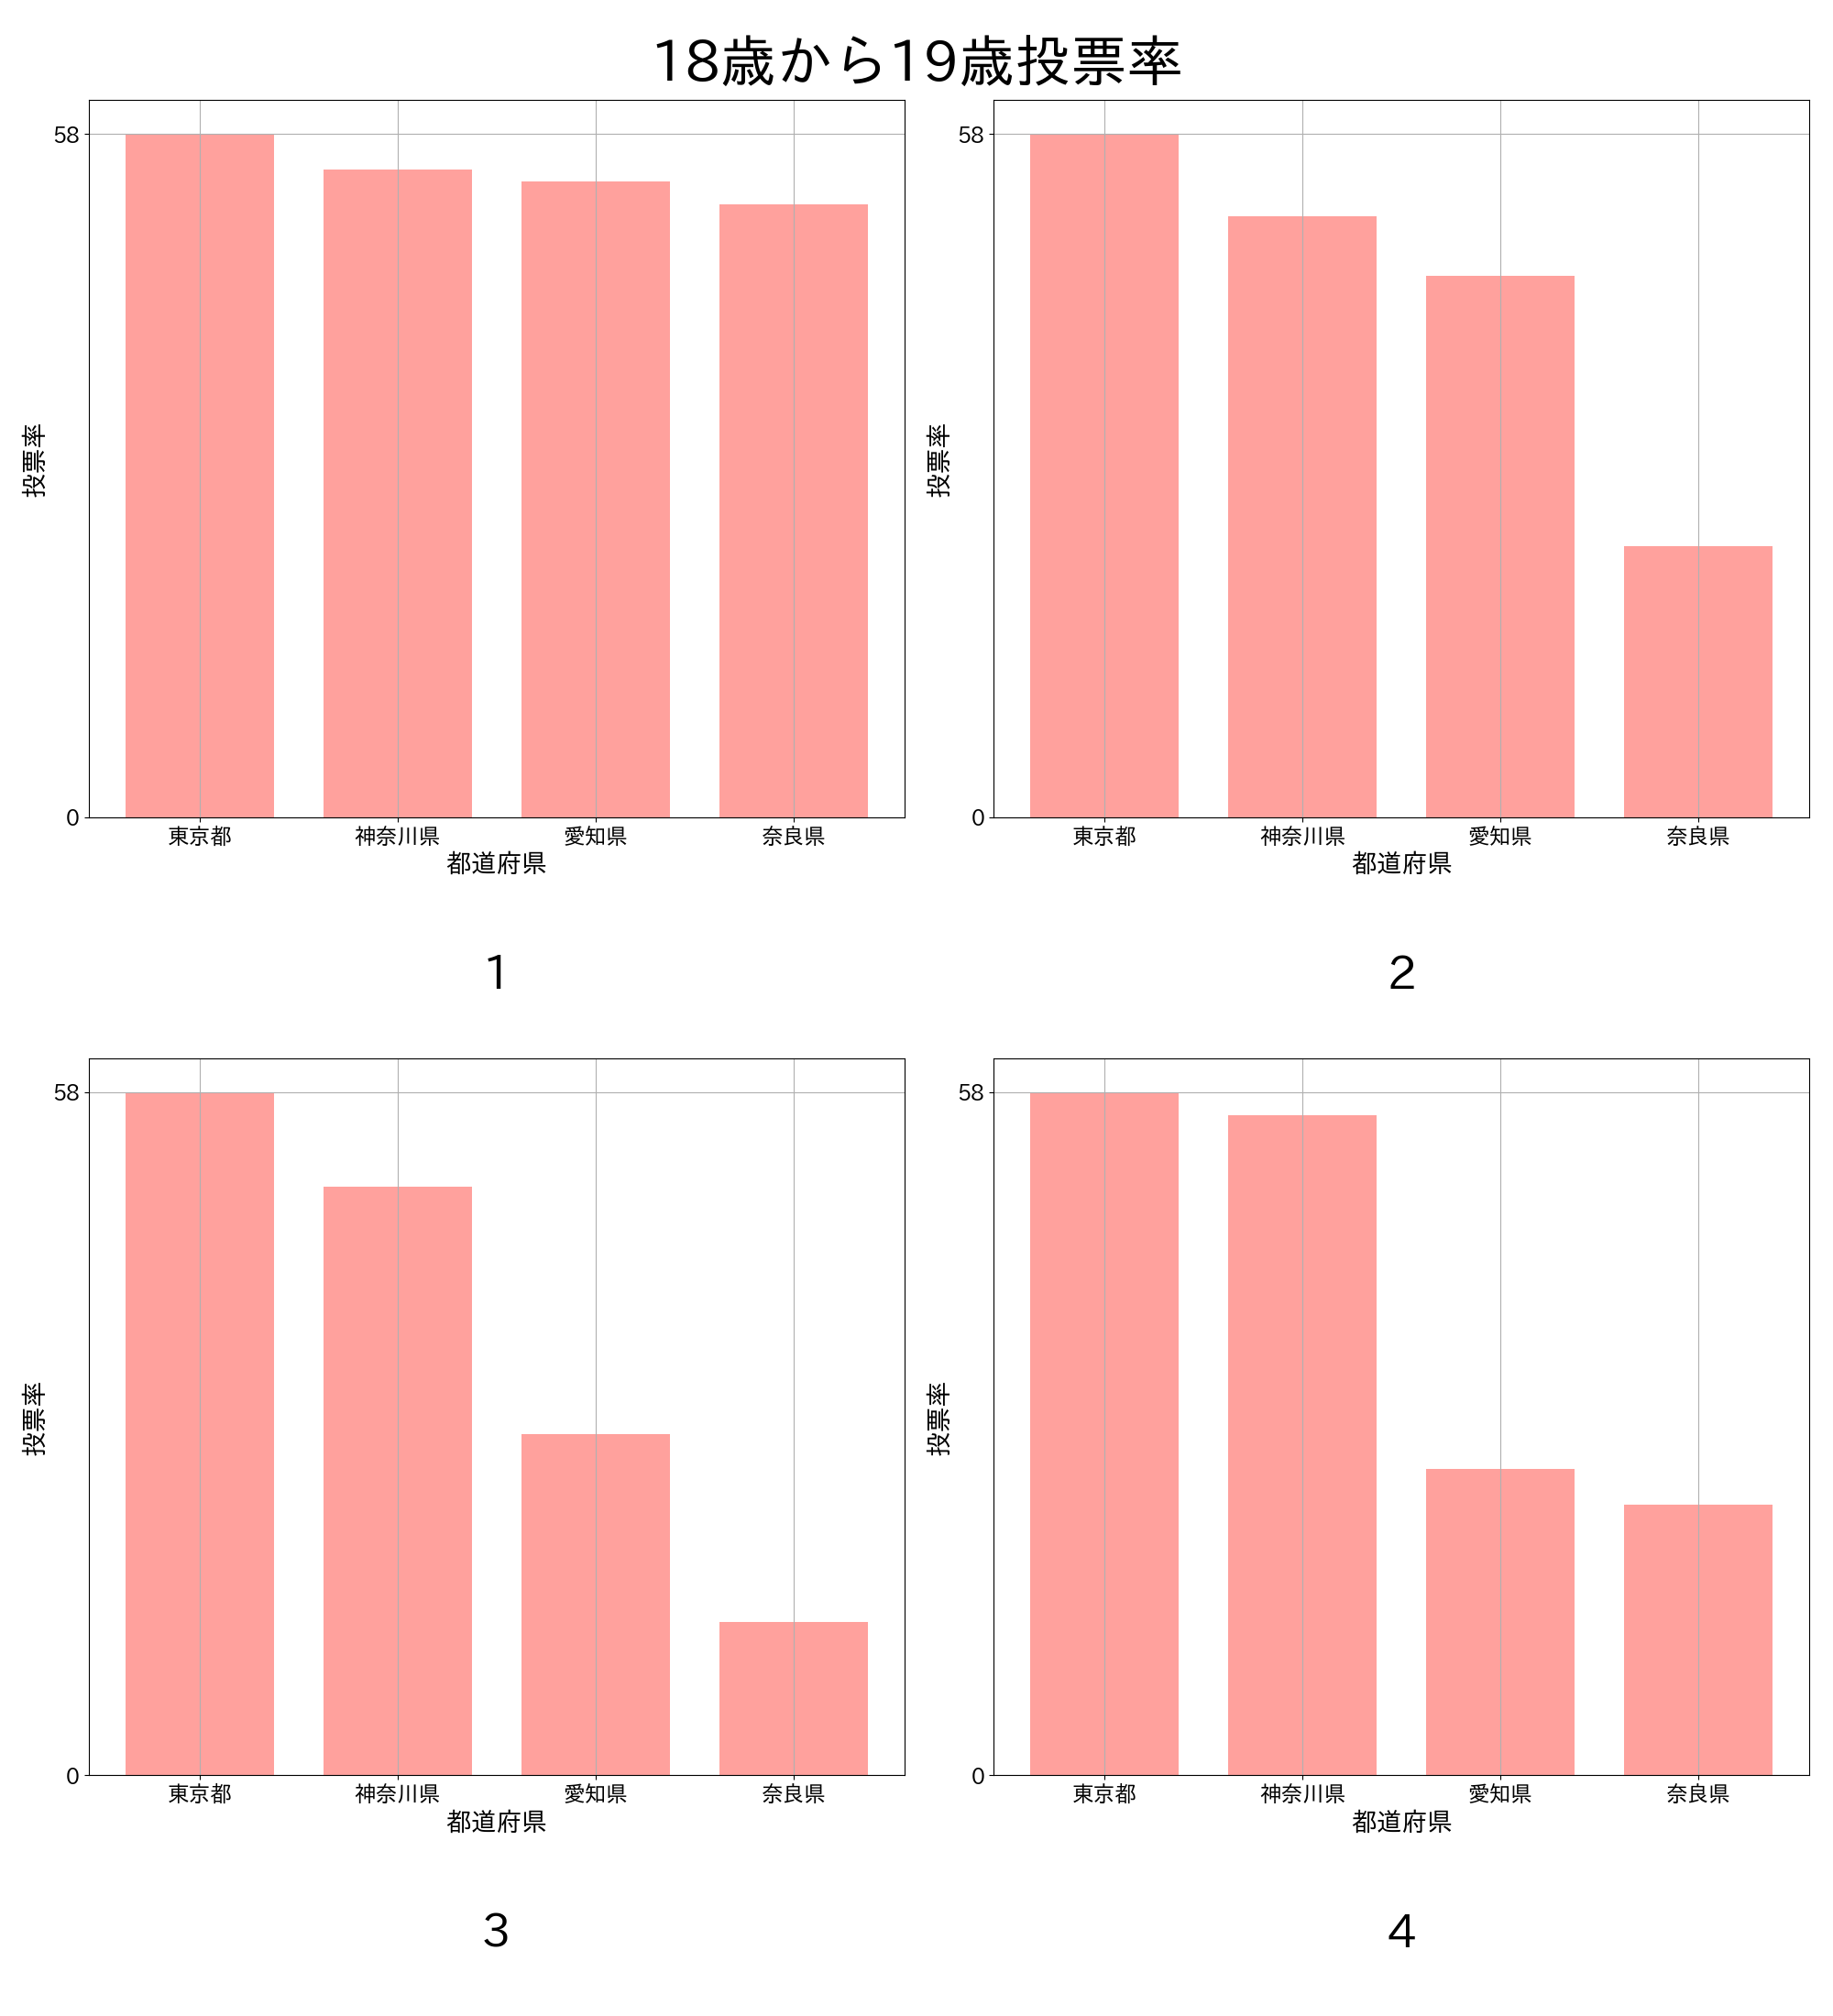 18歳から19歳投票率
58
0
投票率
東京都 神奈川県 愛知県 奈良県
都道府県
1
58
0
投票率
東京都 神奈川県 愛知県 奈良県
都道府県
2
58
0
投票率
東京都 神奈川県 愛知県 奈良県
都道府県
3
58
0
投票率
東京都 神奈川県 愛知県 奈良県
都道府県
4